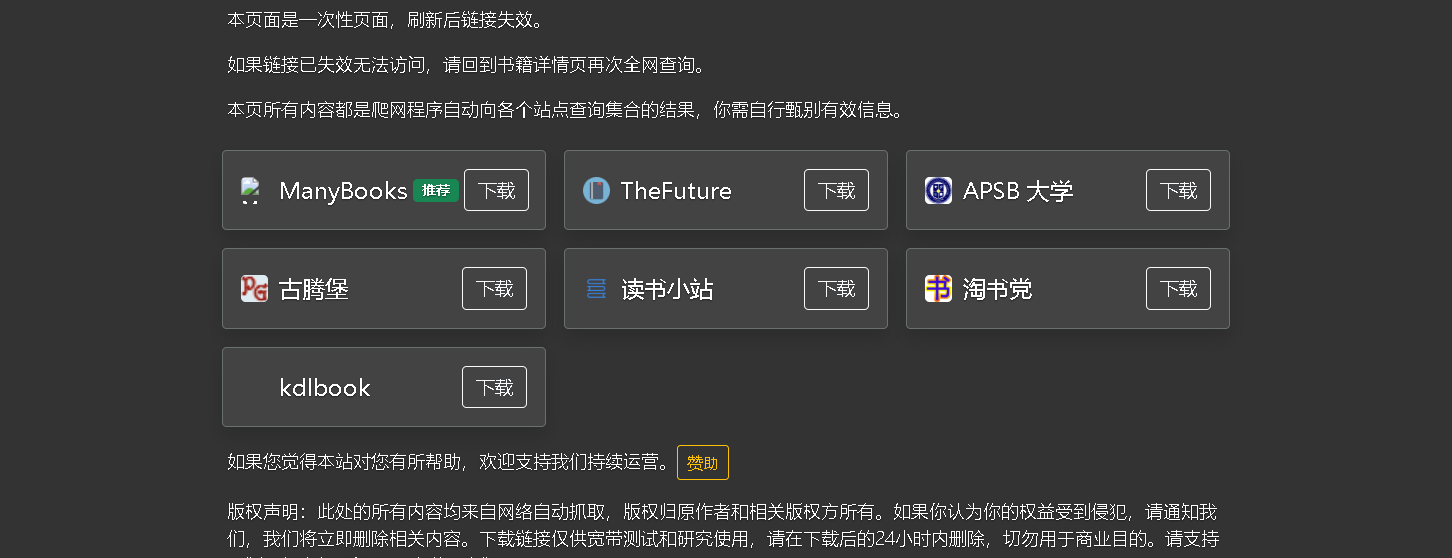 本页面是一次性页面，刷新后链接失效。
如果链接已失效无法访问，请回到书籍详情页再次全网查询。
本页所有内容都是爬网程序自动向各个站点查询集合的结果，你需自行甄别有效信息。
ManyBooks 推荐 下载
TheFuture 下载
APSB 大学 下载
古腾堡 下载
读书小站 下载
书 淘书党 下载
kdlbook 下载
如果您觉得本站对您有所帮助，欢迎支持我们持续运营。 赞助
版权声明：此处的所有内容均来自网络自动抓取，版权归原作者和相关版权方所有。如果你认为你的权益受到侵犯，请通知我
们，我们将立即删除相关内容。下载链接仅供宽带测试和研究使用，请在下载后的24小时内删除，切勿用于商业目的。请支持